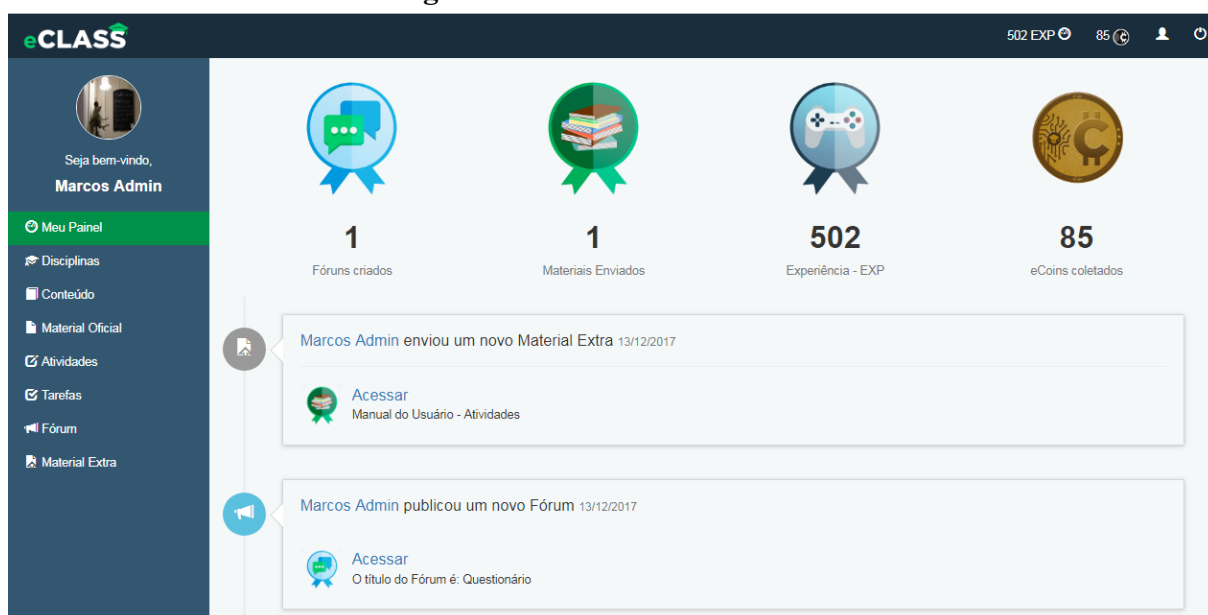 eCLASS
502 EXP
85
Seja bem-vindo,
Marcos Admin
Meu Painel
Disciplinas
Conteúdo
Material Oficial
Atividades
Tarefas
Fórum
Material Extra
1
Fóruns criados
1
Materiais Enviados
502
Experiência - EXP
85
eCoins coletados
Marcos Admin enviou um novo Material Extra 13/12/2017
Acessar
Manual do Usuário - Atividades
Marcos Admin publicou um novo Fórum 13/12/2017
Acessar
O título do Fórum é: Questionário